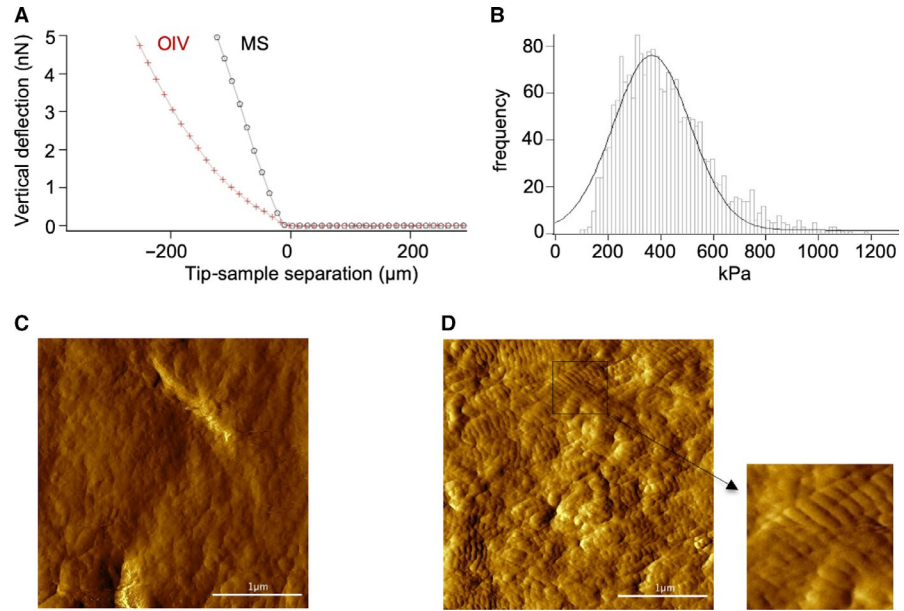 A
OIV
MS
Vertical deflection (nN)
5
4
3
2
1
0
−200
0
200
Tip-sample separation (µm)
B
frequency
80
60
40
20
0
0
200
400
600
800
1000
1200
kPa
C
1µm
D
1µm